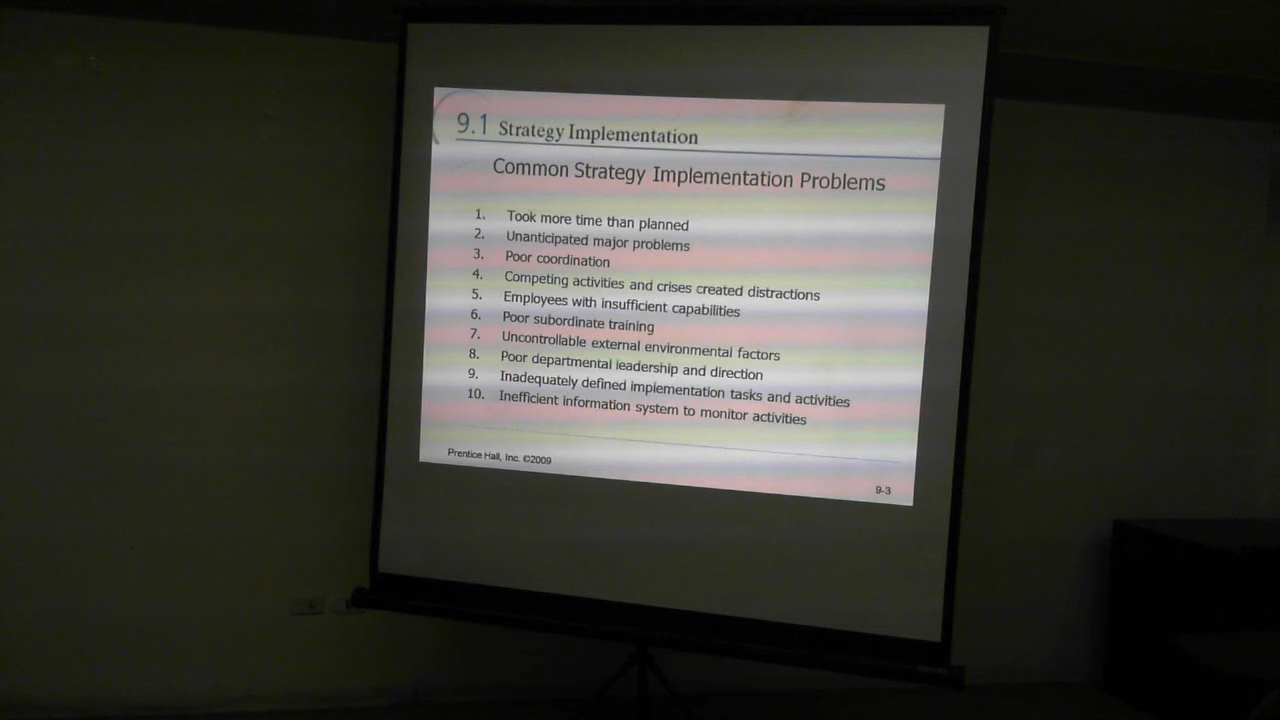 9.1 Strategy Implementation
Common Strategy Implementation Problems
1. Took more time than planned
2. Unanticipated major problems
3. Poor coordination
4. Competing activities and crises created distractions
5. Employees with insufficient capabilities
6. Poor subordinate training
7. Uncontrollable external environmental factors
8. Poor departmental leadership and direction
9. Inadequately defined implementation tasks and activities
10. Inefficient information system to monitor activities
Prentice Hall, Inc. ©2009
9-3